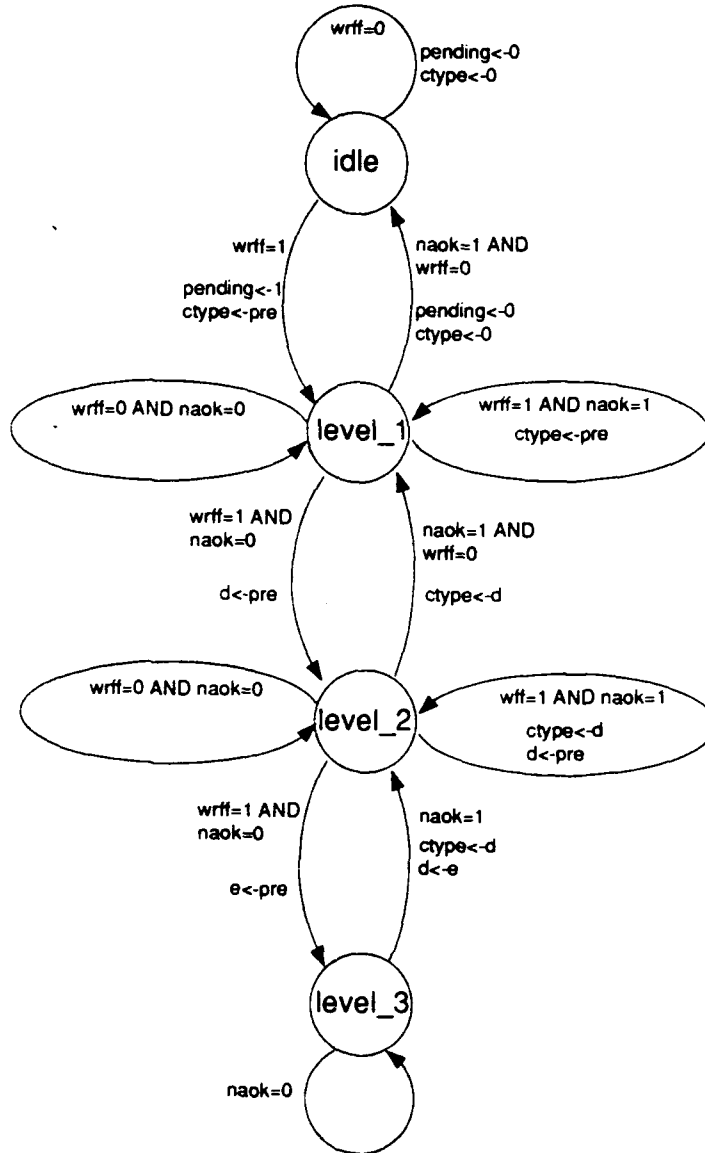 wrff=0
pending<-0
ctype<-0
idle
wrff=1
pending<-1
ctype<-pre
naok=1 AND
wrff=0
pending<-0
ctype<-0
wrff=0 AND naok=0
level_1
wrff=1 AND naok=1
ctype<-pre
wrff=1 AND
naok=0
d<-pre
naok=1 AND
wrff=0
ctype<-d
wrff=0 AND naok=0
level_2
wff=1 AND naok=1
ctype<-d
d<-pre
wrff=1 AND
naok=0
e<-pre
naok=1
ctype<-d
d<-e
level_3
naok=0